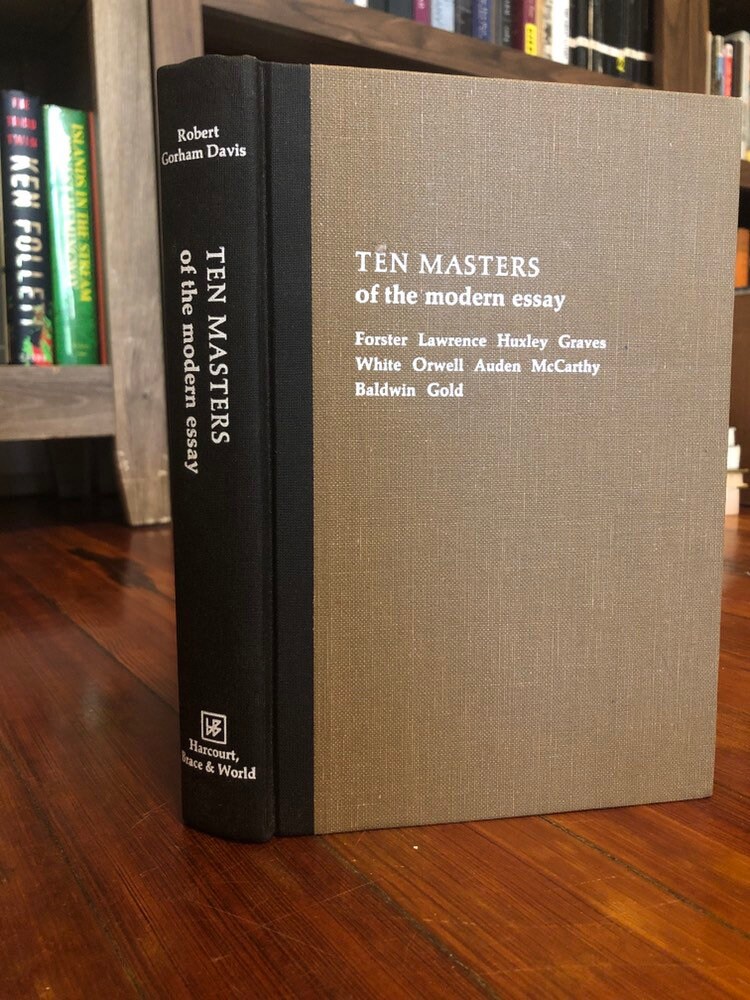 Robert
Gorham Davis
TEN MASTERS
of the modern essay
Harcourt,
Brace & World
TEN MASTERS
of the modern essay
Forster Lawrence Huxley Graves
White Orwell Auden McCarthy
Baldwin Gold
KEN FOLLETT
ISLANDS IN THE STREAM